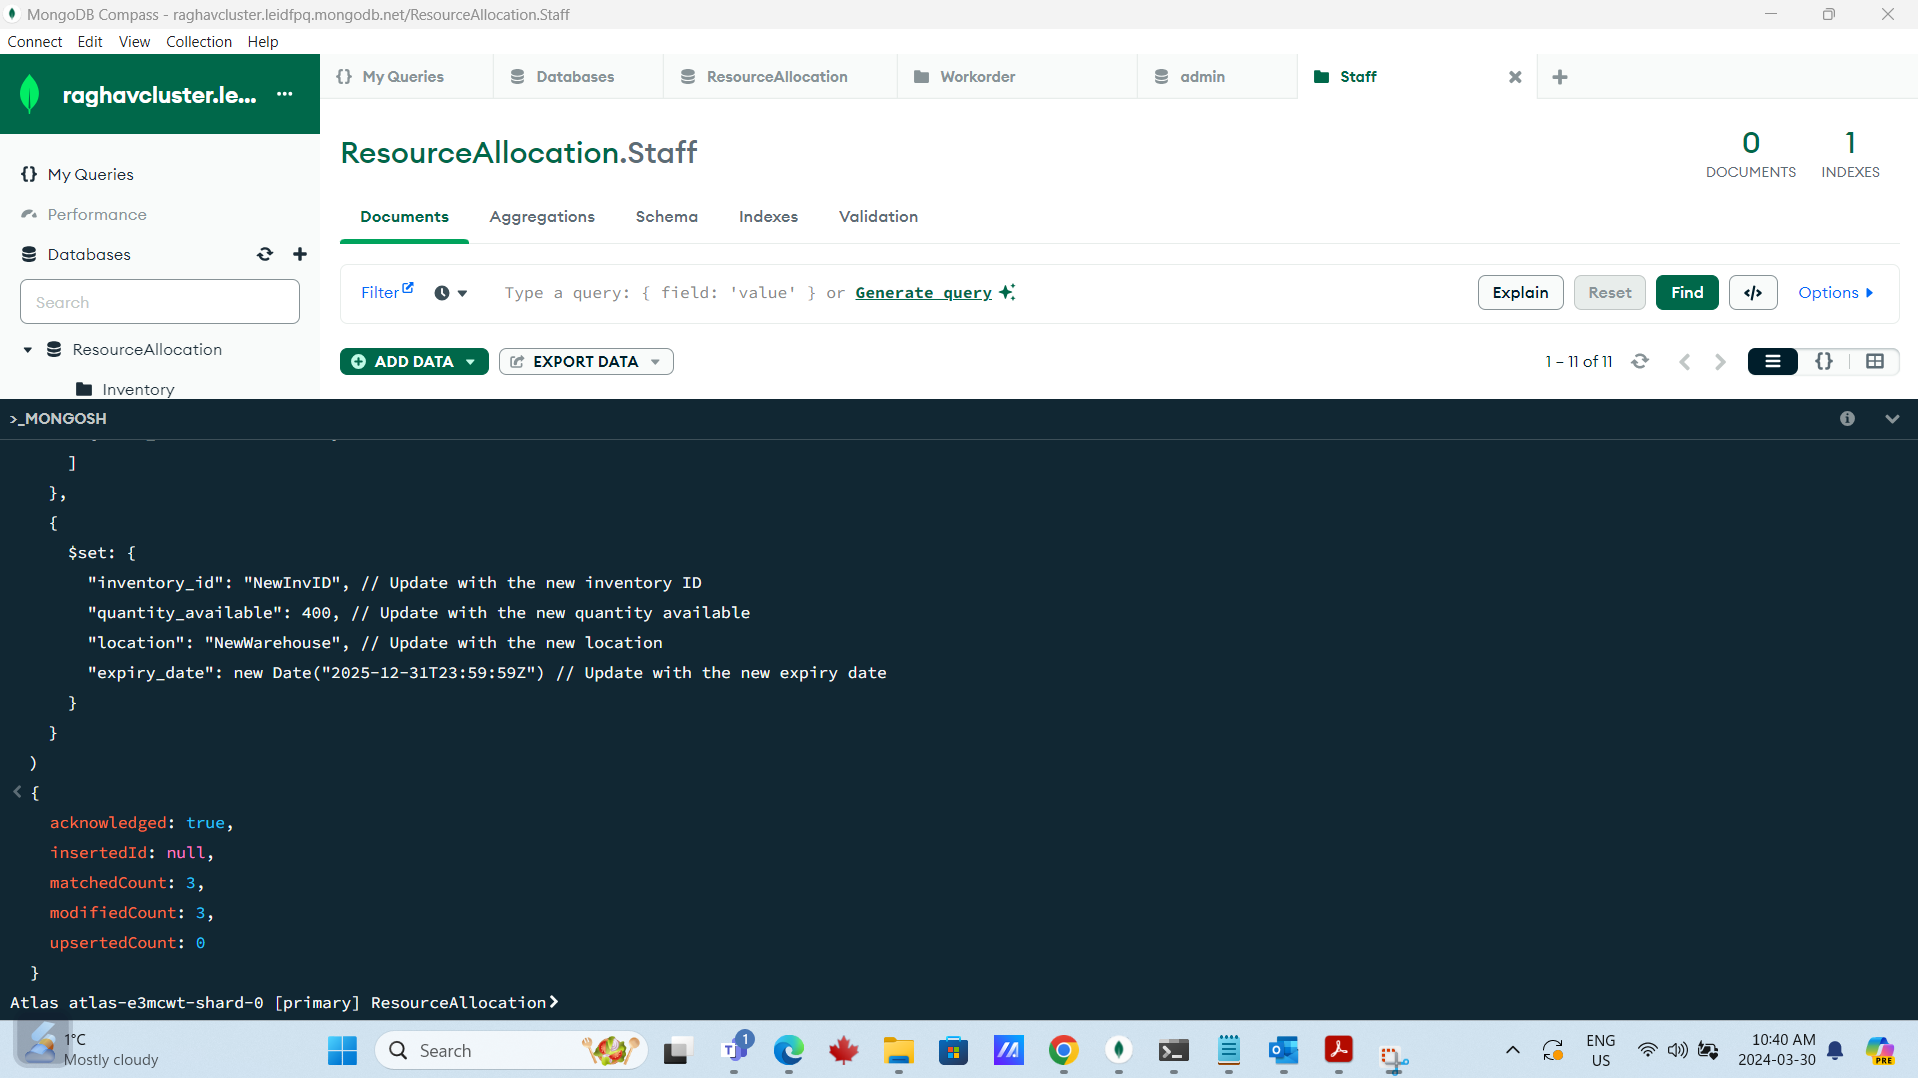 MongoDB Compass - raghavcluster.leidfpq.mongodb.net/ResourceAllocation.Staff
Connect Edit View Collection Help
raghavcluster.le... ...
My Queries
Databases
ResourceAllocation
Workorder
admin
Staff
ResourceAllocation.Staff
0
DOCUMENTS
1
INDEXES
{} My Queries
Performance
Databases
Search
ResourceAllocation
Inventory
Documents Aggregations Schema Indexes Validation
Filter Type a query: { field: 'value' } or Generate query Explain Reset Find </> Options
ADD DATA EXPORT DATA 1 – 11 of 11 {}
>_MONGOSH
]
},
{
$set: {
"inventory_id": "NewInvID", // Update with the new inventory ID
"quantity_available": 400, // Update with the new quantity available
"location": "NewWarehouse", // Update with the new location
"expiry_date": new Date("2025-12-31T23:59:59Z") // Update with the new expiry date
}
}
)
< {
acknowledged: true,
insertedId: null,
matchedCount: 3,
modifiedCount: 3,
upsertedCount: 0
}
Atlas atlas-e3mcwt-shard-0 [primary] ResourceAllocation>
1°C
Mostly cloudy
Search
1
ENG
US
10:40 AM
2024-03-30
PRE